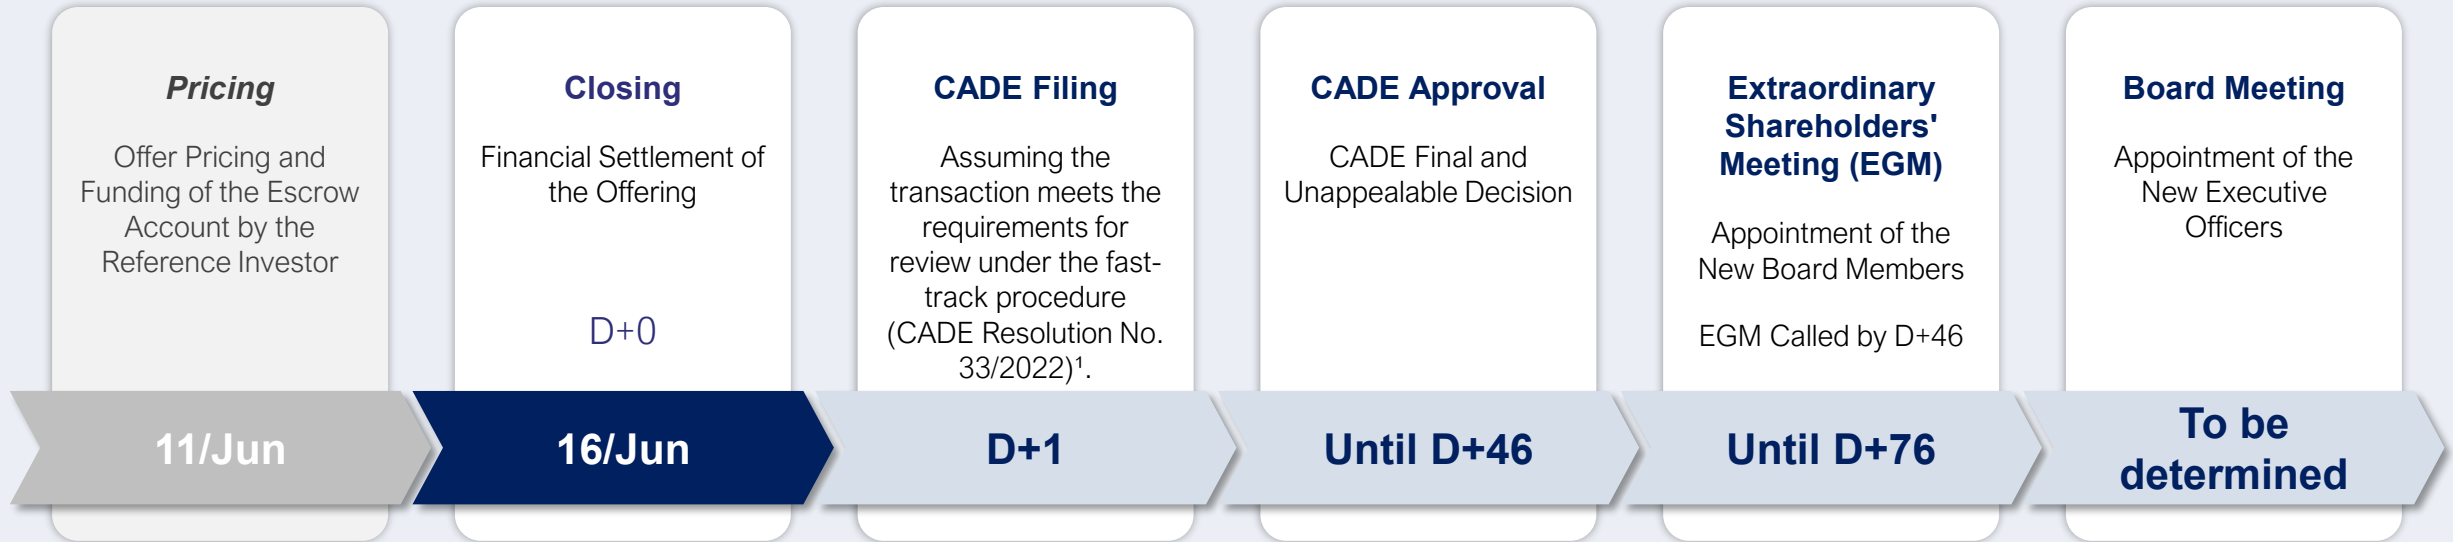 Pricing
Offer Pricing and
Funding of the Escrow
Account by the
Reference Investor
11/Jun
Closing
Financial Settlement of
the Offering
D+0
16/Jun
CADE Filing
Assuming the
transaction meets the
requirements for
review under the fast-
track procedure
(CADE Resolution No.
33/2022)¹.
D+1
CADE Approval
CADE Final and
Unappealable Decision
Until D+46
Extraordinary
Shareholders'
Meeting (EGM)
Appointment of the
New Board Members
EGM Called by D+46
Until D+76
Board Meeting
Appointment of the
New Executive
Officers
To be
determined